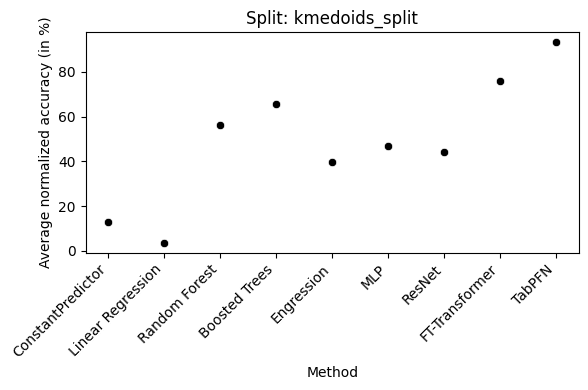 Split: kmedoids_split
Average normalized accuracy (in %)
80
60
40
20
0
ConstantPredictor
Linear Regression
Random Forest
Boosted Trees
Engression
MLP
ResNet
FT-Transformer
TabPFN
Method